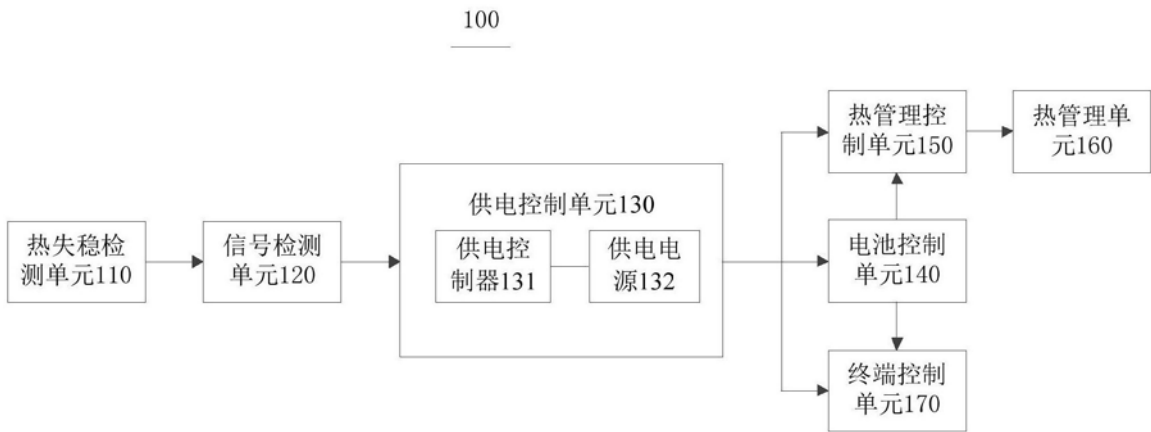 100
热失稳检
测单元110
信号检测
单元120
供电控制单元130
供电控
制器131
供电电
源132
热管理控
制单元150
热管理单
元160
电池控制
单元140
终端控制
单元170